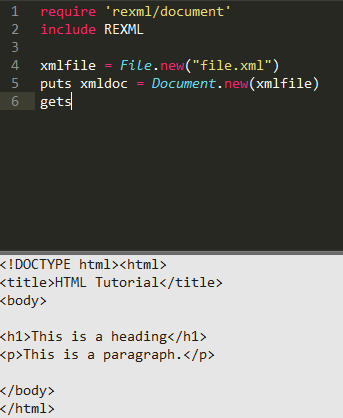 1 require 'rexml/document'
2 include REXML
3
4 xmlfile = File.new("file.xml")
5 puts xmldoc = Document.new(xmlfile)
6 gets
<!DOCTYPE html><html>
<title>HTML Tutorial</title>
<body>
<h1>This is a heading</h1>
<p>This is a paragraph.</p>
</body>
</html>